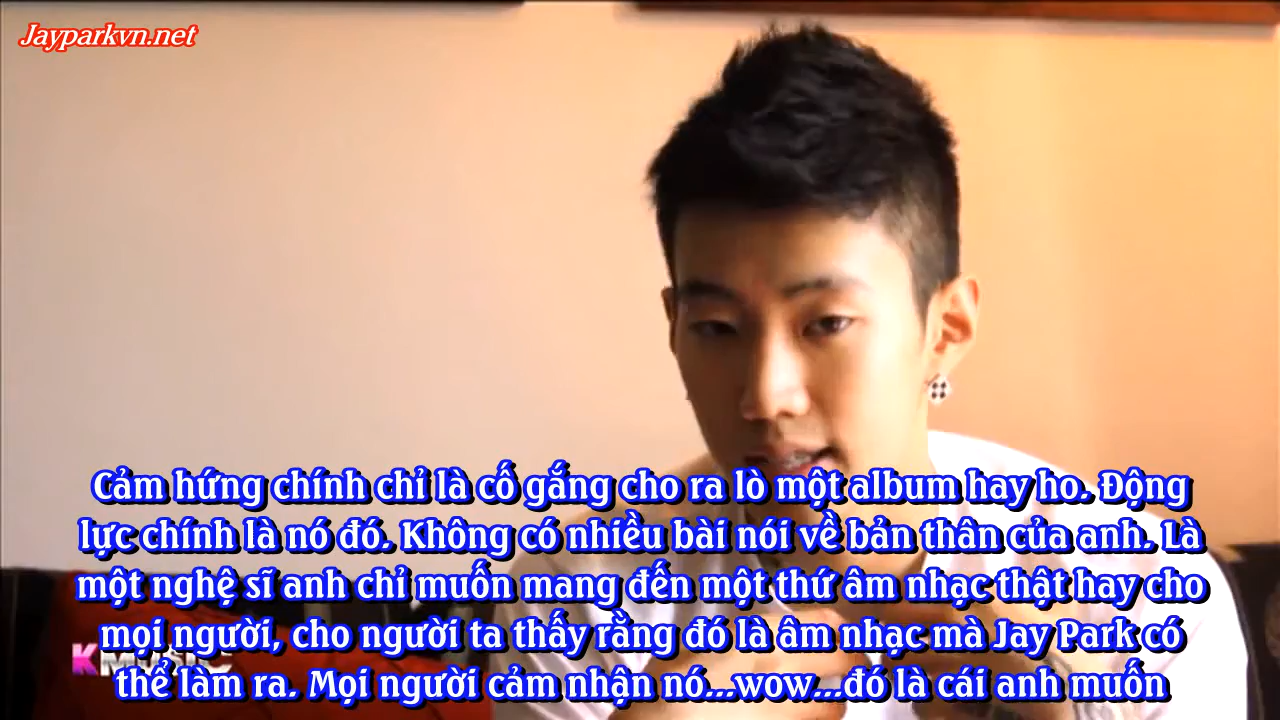 Jayparkvn.net
Cảm hứng chính chỉ là cố gắng cho ra lò một album hay ho. Động
lực chính là nó đó. Không có nhiều bài nói về bản thân của anh. Là
một nghệ sĩ anh chỉ muốn mang đến một thứ âm nhạc thật hay cho
mọi người, cho người ta thấy rằng đó là âm nhạc mà Jay Park có
KMUSIC
thể làm ra. Mọi người cảm nhận nó...wow...đó là cái anh muốn